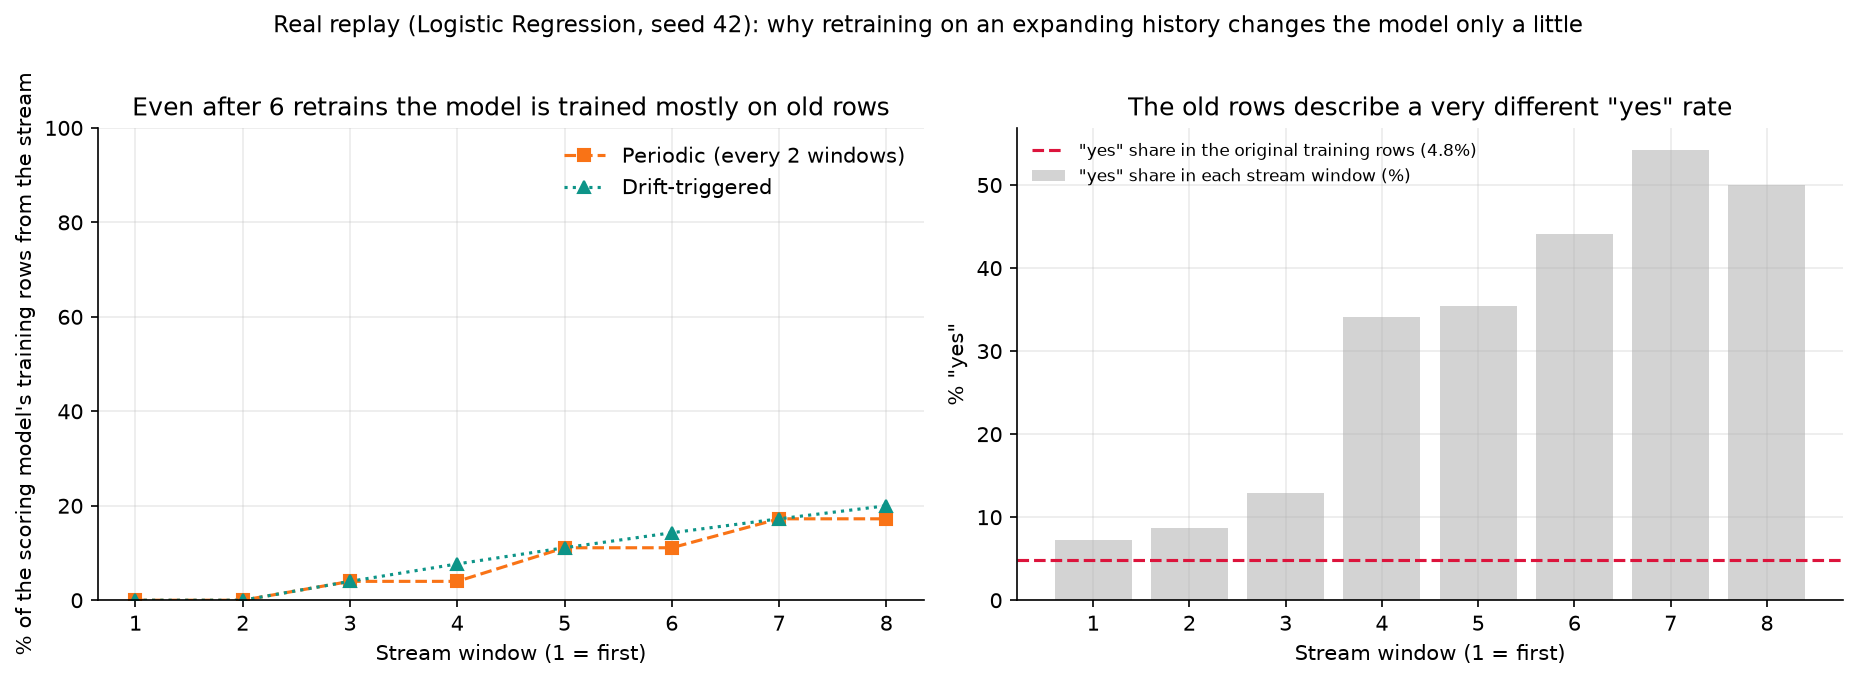 Real replay (Logistic Regression, seed 42): why retraining on an expanding history changes the model only a little
Even after 6 retrains the model is trained mostly on old rows
% of the scoring model's training rows from the stream
100
80
60
40
20
0
Periodic (every 2 windows)
Drift-triggered
1 2 3 4 5 6 7 8
Stream window (1 = first)
The old rows describe a very different "yes" rate
% "yes"
50
40
30
20
10
0
"yes" share in the original training rows (4.8%)
"yes" share in each stream window (%)
1 2 3 4 5 6 7 8
Stream window (1 = first)